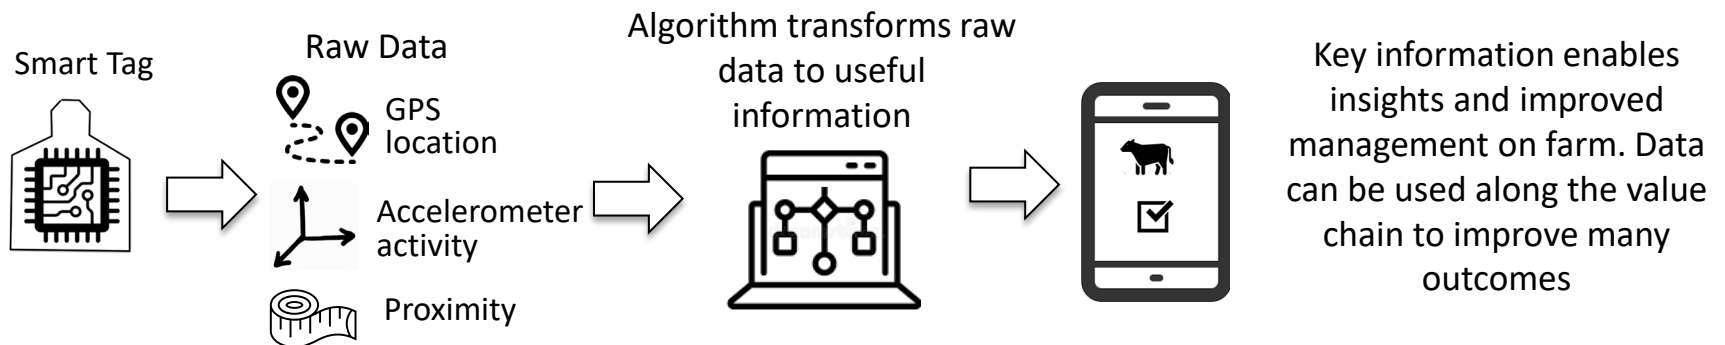 Smart Tag
Raw Data
GPS
location
Accelerometer
activity
Proximity
Algorithm transforms raw
data to useful
information
Key information enables
insights and improved
management on farm. Data
can be used along the value
chain to improve many
outcomes